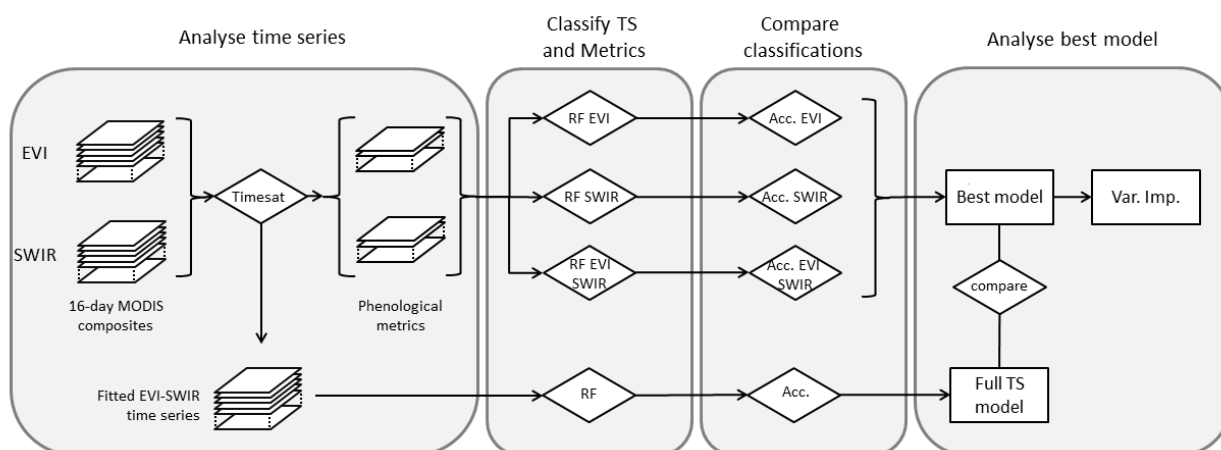 Analyse time series
Classify TS
and Metrics
Compare
classifications
Analyse best model
EVI
SWIR
16-day MODIS
composites
Timesat
Phenological
metrics
Fitted EVI-SWIR
time series
RF EVI
RF SWIR
RF EVI
SWIR
RF
Acc. EVI
Acc. SWIR
Acc. EVI
SWIR
Acc.
Best model
Var. Imp.
compare
Full TS
model